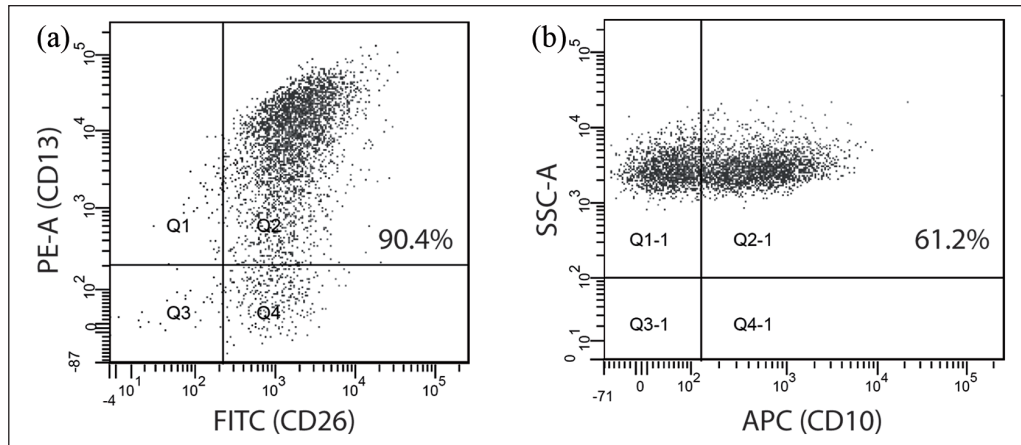 (a)
PE-A (CD13)
10^5
10^4
10^3
10^2
0
-87
Q1
Q2
90.4%
Q3
Q4
-4
10^1
10^2
10^3
10^4
10^5
FITC (CD26)
(b)
SSC-A
10^5
10^4
10^3
10^2
10^1
0
Q1-1
Q2-1
61.2%
Q3-1
Q4-1
-71
0
10^2
10^3
10^4
10^5
APC (CD10)